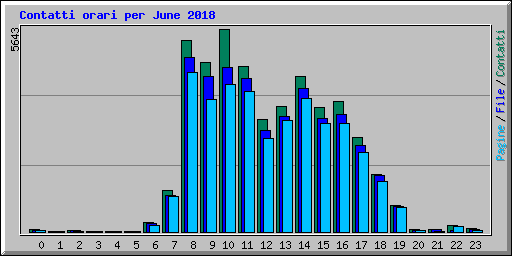 Contatti orari per June 2018
5643
Pagine / File / Contatti
0 1 2 3 4 5 6 7 8 9 10 11 12 13 14 15 16 17 18 19 20 21 22 23